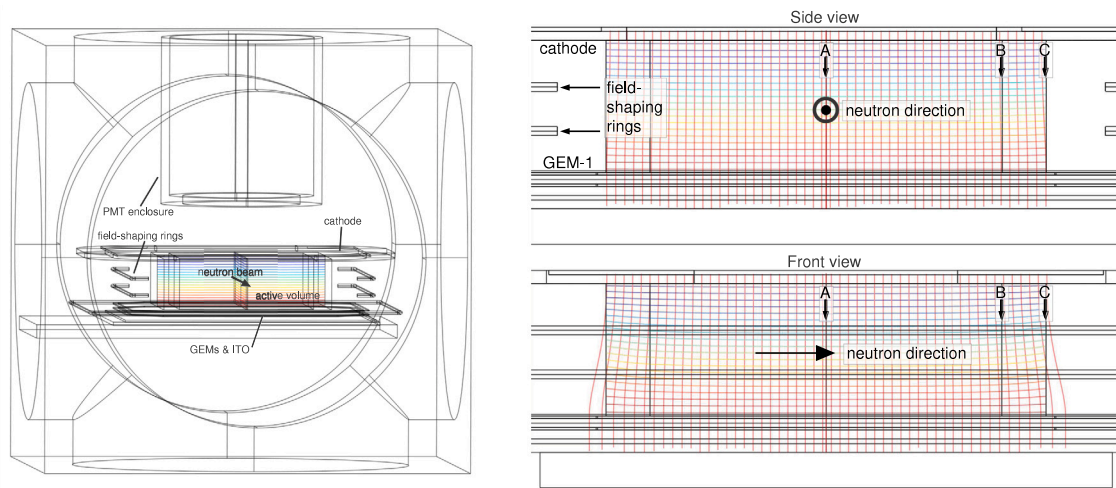 PMT enclosure
field-shaping rings
cathode
neutron beam
active volume
GEMs & ITO
Side view
cathode
A
B
C
field-
shaping
rings
neutron direction
GEM-1
Front view
A
B
C
neutron direction